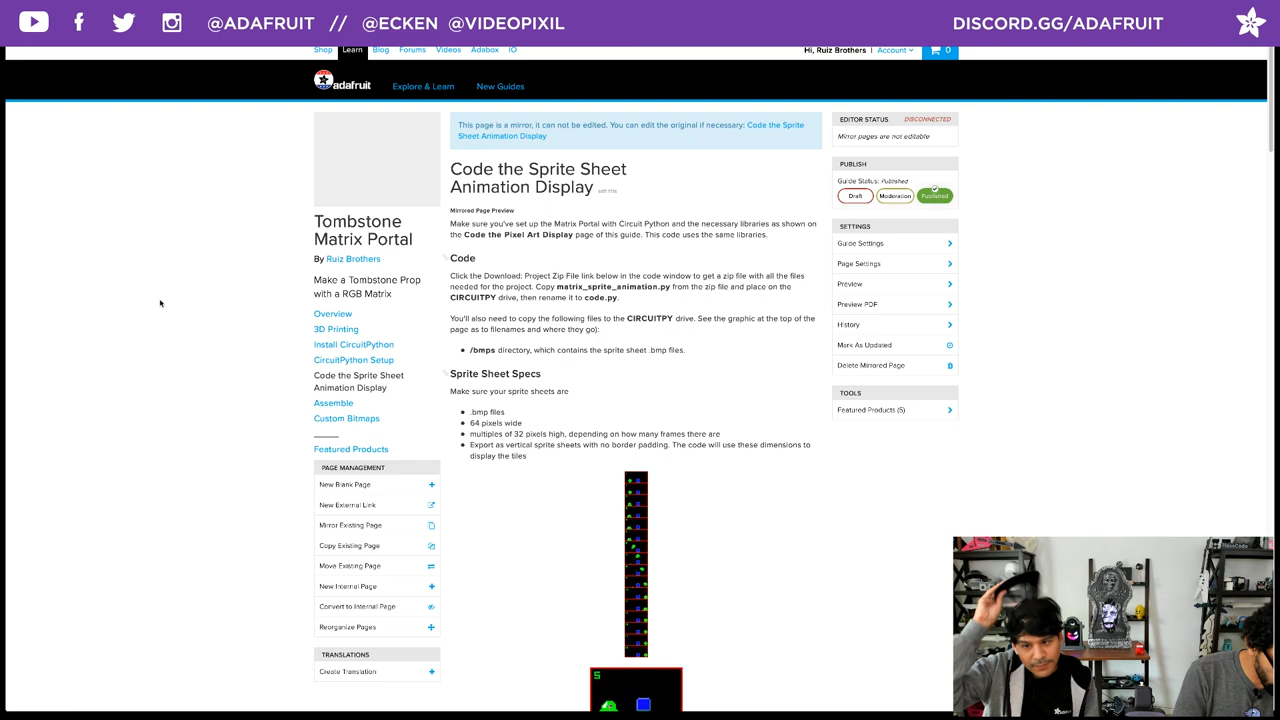 @ADAFRUIT // @ECKEN @VIDEOPIXIL
DISCORD.GG/ADAFRUIT
Shop Learn Blog Forums Videos Adabox IO
Hi, Ruiz Brothers | Account 0
adafruit Explore & Learn New Guides
This page is a mirror, it can not be edited. You can edit the original if necessary: Code the Sprite
Sheet Animation Display
Code the Sprite Sheet
Animation Display edit title
Mirrored Page Preview
Make sure you've set up the Matrix Portal with Circuit Python and the necessary libraries as shown on
the Code the Pixel Art Display page of this guide. This code uses the same libraries.
Code
Click the Download: Project Zip File link below in the code window to get a zip file with all the files
needed for the project. Copy matrix_sprite_animation.py from the zip file and place on the
CIRCUITPY drive, then rename it to code.py.
You'll also need to copy the following files to the CIRCUITPY drive. See the graphic at the top of the
page as to filenames and where they go):
/bmps directory, which contains the sprite sheet .bmp files.
Sprite Sheet Specs
Make sure your sprite sheets are
.bmp files
64 pixels wide
multiples of 32 pixels high, depending on how many frames there are
Export as vertical sprite sheets with no border padding. The code will use these dimensions to
display the tiles
5
Tombstone
Matrix Portal
By Ruiz Brothers
Make a Tombstone Prop
with a RGB Matrix
Overview
3D Printing
Install CircuitPython
CircuitPython Setup
Code the Sprite Sheet
Animation Display
Assemble
Custom Bitmaps
Featured Products
PAGE MANAGEMENT
New Blank Page
New External Link
Mirror Existing Page
Copy Existing Page
Move Existing Page
New Internal Page
Convert to Internal Page
Reorganize Pages
TRANSLATIONS
Create Translation
EDITOR STATUS DISCONNECTED
Mirror pages are not editable
PUBLISH
Guide Status: Published
Draft Moderation Published
SETTINGS
Guide Settings
Page Settings
Preview
Preview PDF
History
Mark As Updated
Delete Mirrored Page
TOOLS
Featured Products (5)